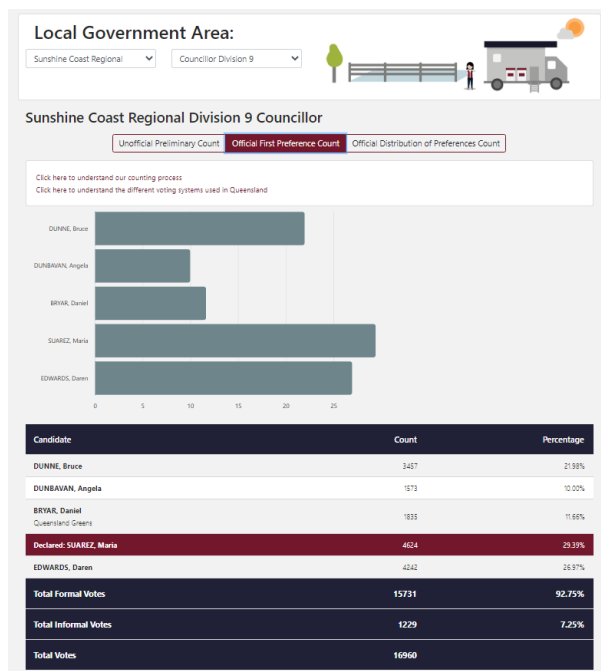 Local Government Area:
Sunshine Coast Regional
Councillor Division 9
Sunshine Coast Regional Division 9 Councillor
Unofficial Preliminary Count
Official First Preference Count
Official Distribution of Preferences Count
Click here to understand our counting process
Click here to understand the different voting systems used in Queensland
DUNNE, Bruce
DUNBAVAN, Angela
BRYAR, Daniel
SUAREZ, Maria
EDWARDS, Daren
0 5 10 15 20 25
Candidate Count Percentage
DUNNE, Bruce 3457 21.98%
DUNBAVAN, Angela 1573 10.00%
BRYAR, Daniel
Queensland Greens 1835 11.66%
Declared: SUAREZ, Maria 4624 29.39%
EDWARDS, Daren 4242 26.97%
Total Formal Votes 15731 92.75%
Total Informal Votes 1229 7.25%
Total Votes 16960